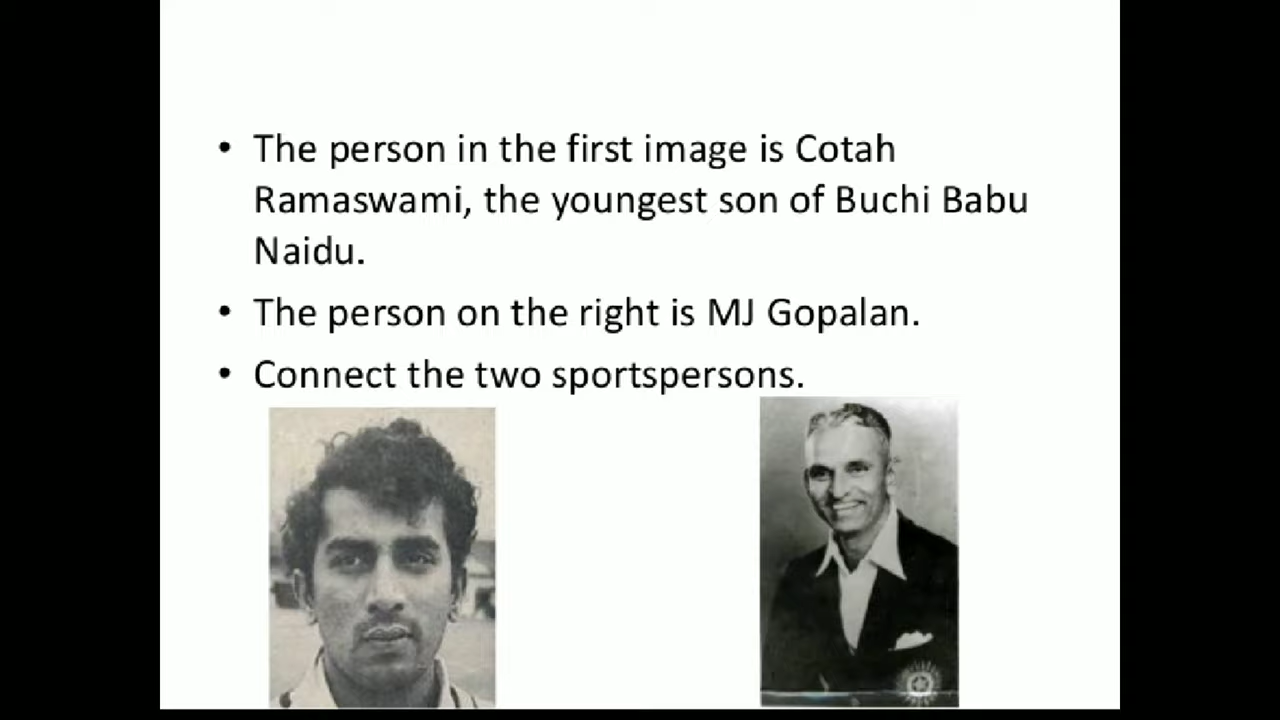 • The person in the first image is Cotah
Ramaswami, the youngest son of Buchi Babu
Naidu.
• The person on the right is MJ Gopalan.
• Connect the two sportspersons.